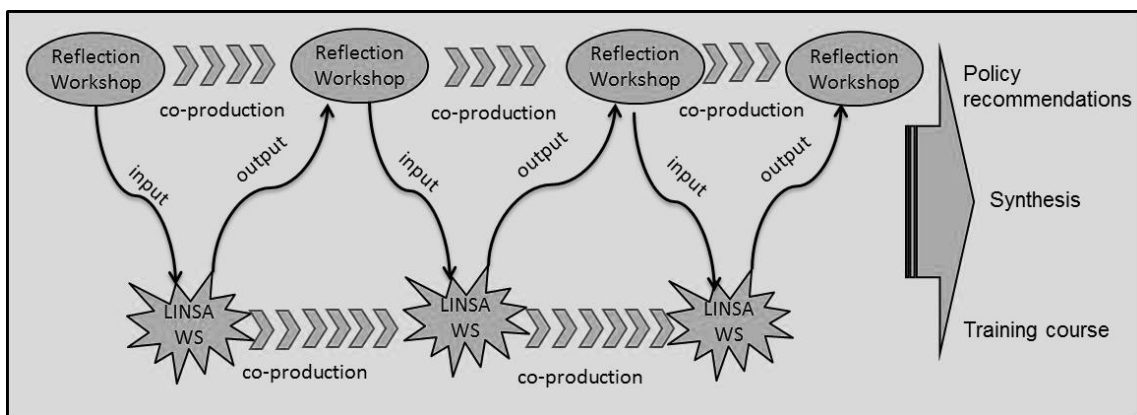 Reflection
Workshop
Reflection
Workshop
Reflection
Workshop
Reflection
Workshop
co-production
co-production
co-production
input
output
input
output
input
output
LINSA
WS
LINSA
WS
LINSA
WS
co-production
co-production
Policy
recommendations
Synthesis
Training course